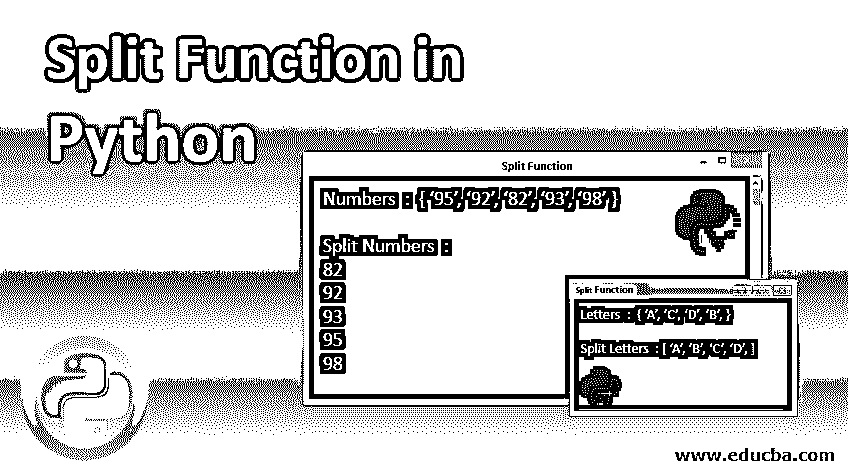 Split Function in
Python
Split Function
Numbers : { ‘95’, ‘92’, ‘82’, ‘93’, ‘98’ }
Split Numbers :
82
92
93
95
98
Split Function
Letters : { ‘A’, ‘C’, ‘D’, ‘B’, }
Split Letters : [ ‘A’, ‘B’, ‘C’, ‘D’, ]
www.educba.com